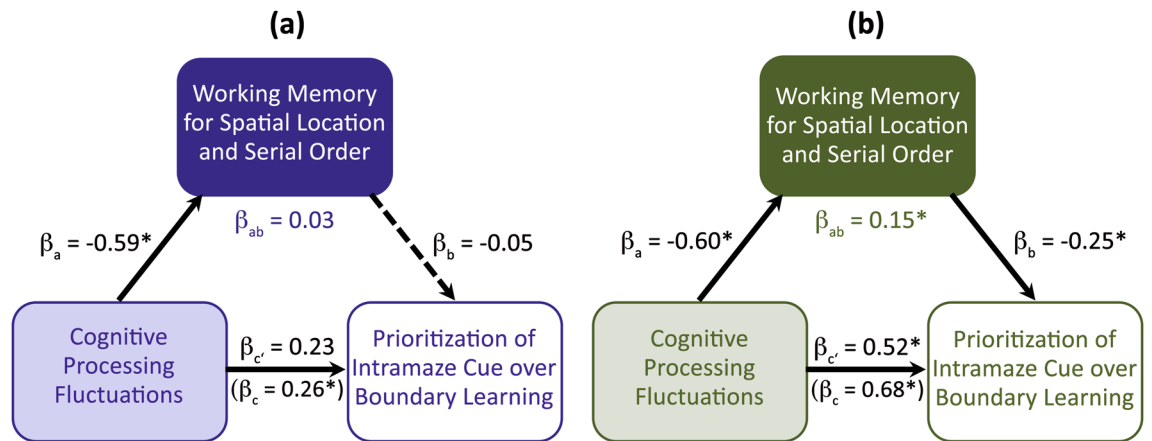 (a)
Working Memory
for Spatial Location
and Serial Order
βab = 0.03
βa = -0.59*
βb = -0.05
Cognitive
Processing
Fluctuations
βc‘ = 0.23
(βc = 0.26*)
Prioritization of
Intramaze Cue over
Boundary Learning
(b)
Working Memory
for Spatial Location
and Serial Order
βab = 0.15*
βa = -0.60*
βb = -0.25*
Cognitive
Processing
Fluctuations
βc‘ = 0.52*
(βc = 0.68*)
Prioritization of
Intramaze Cue over
Boundary Learning